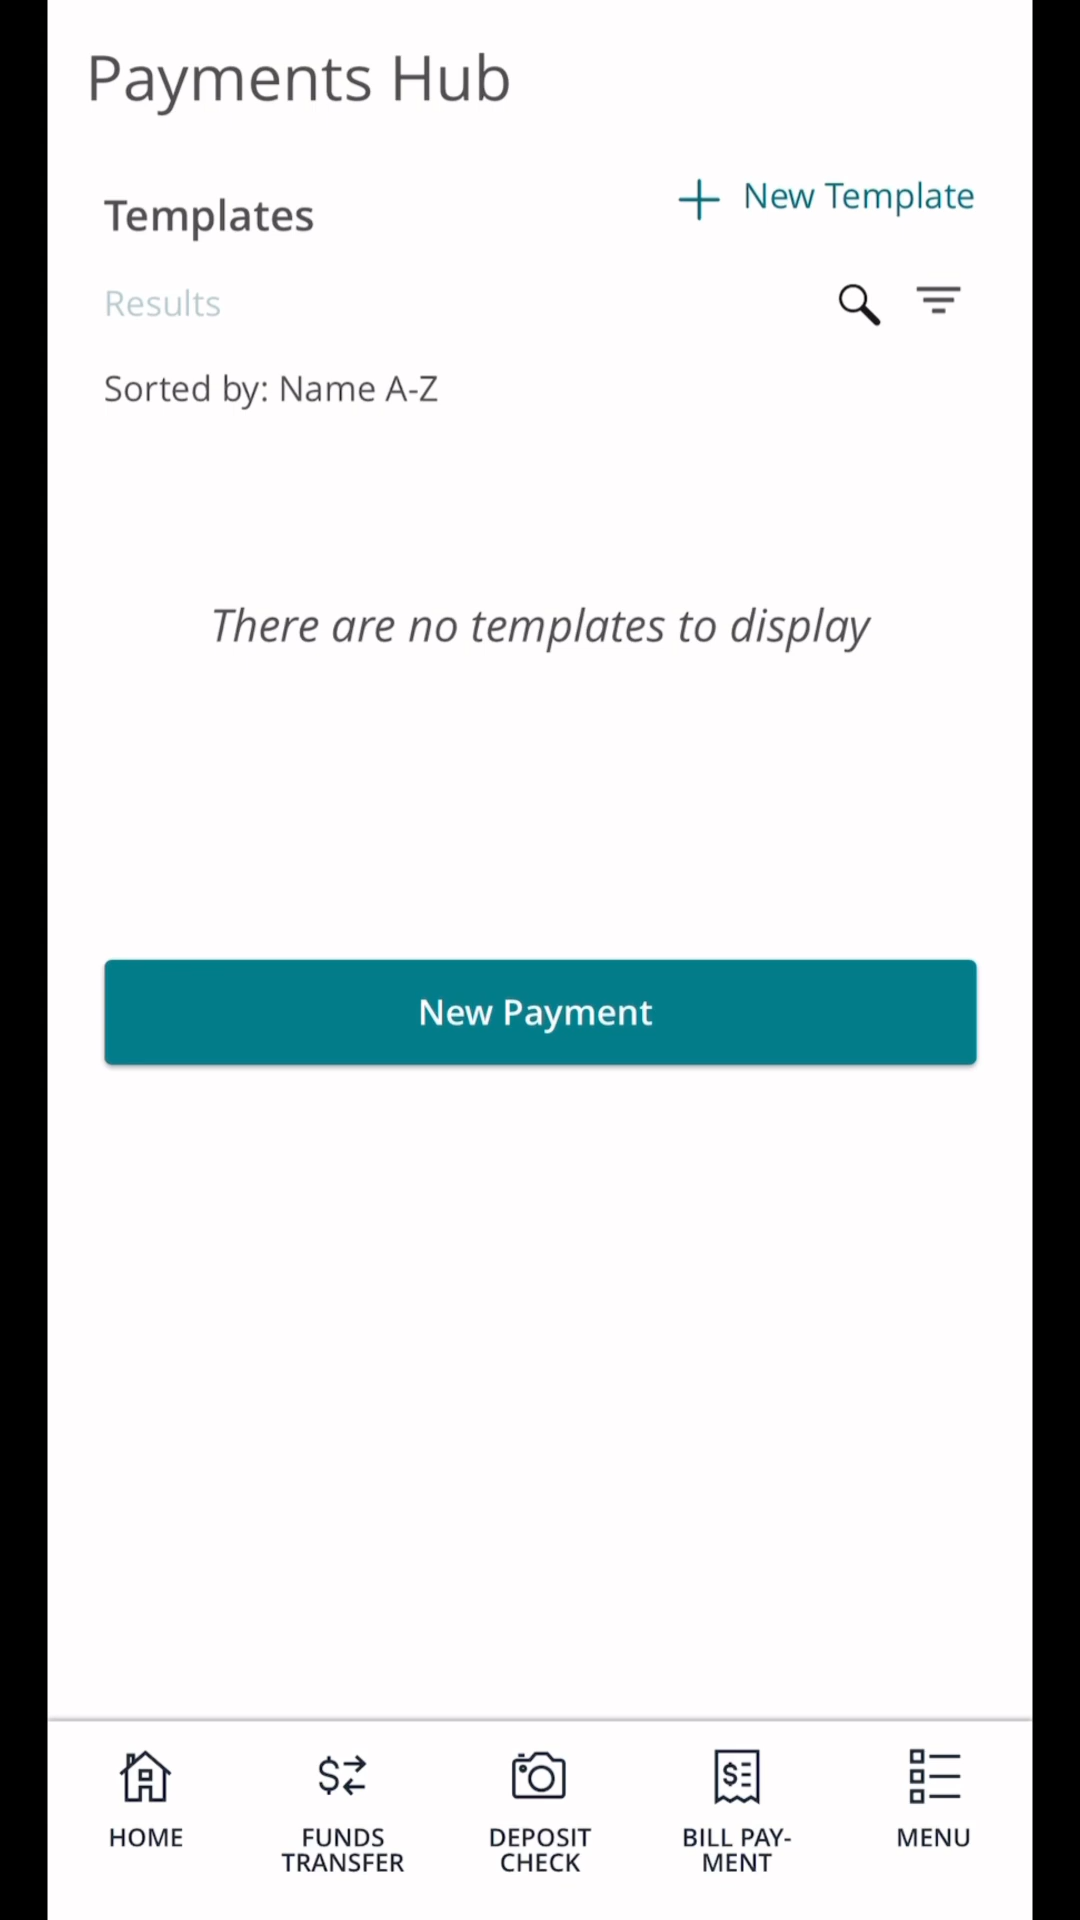 Payments Hub
Templates
New Template
Results
Sorted by: Name A-Z
There are no templates to display
New Payment
HOME
FUNDS
TRANSFER
DEPOSIT
CHECK
BILL PAY-
MENT
MENU